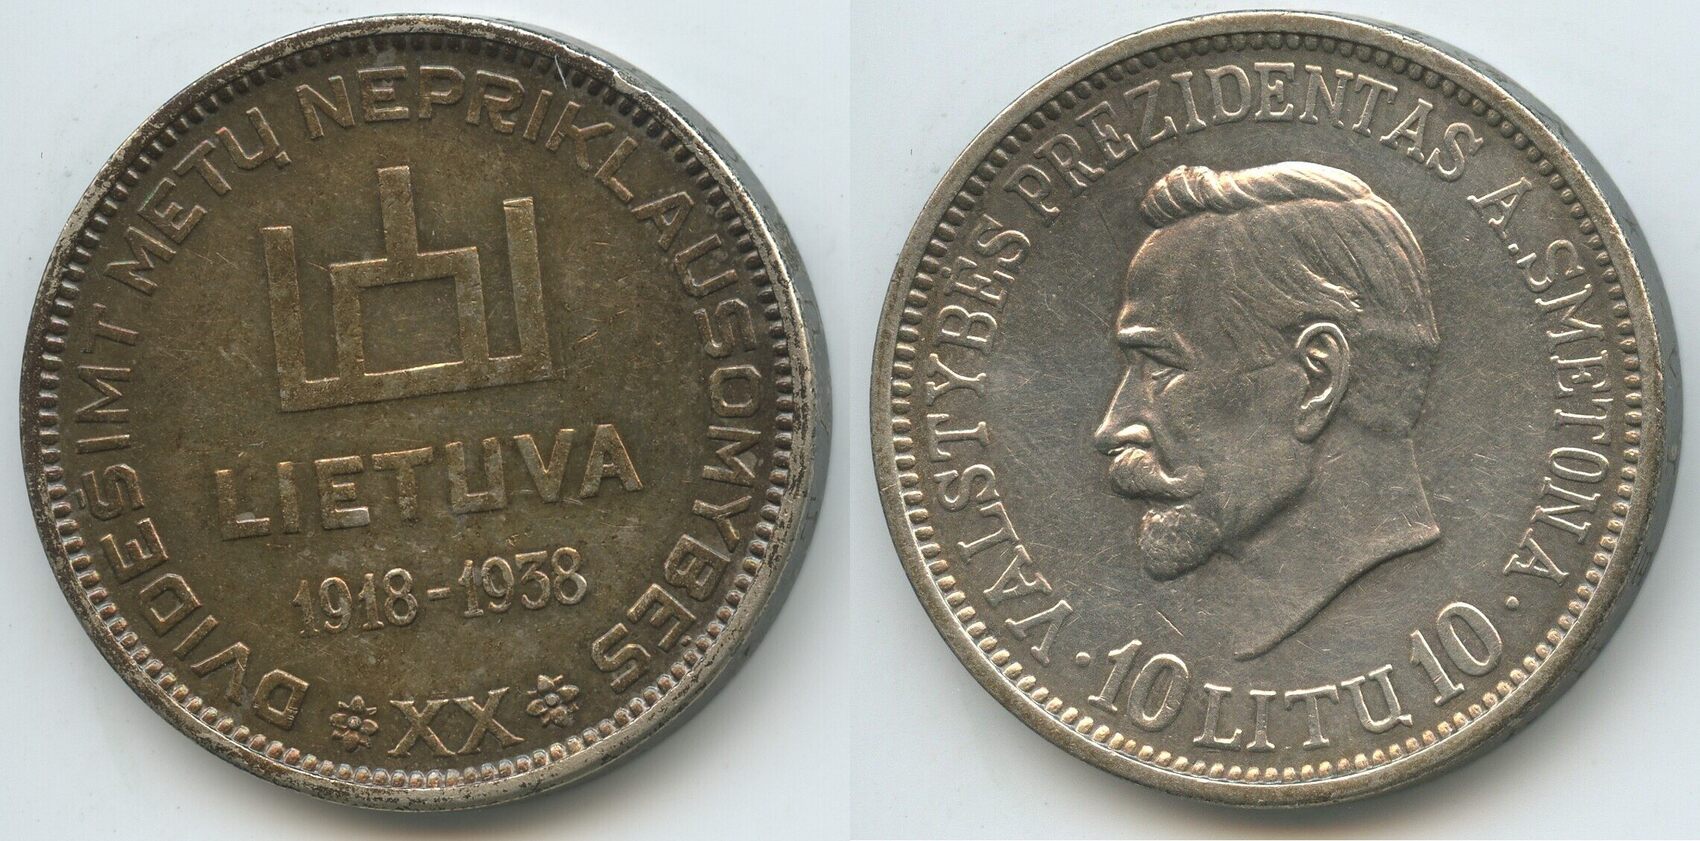 DVIDEŠIMT METŲ NEPRIKLAUSOMYBĖS
LIETUVA
1918-1938
XX
VALSTYBĖS PREZIDENTAS A. SMETONA
· 10 LITŲ 10 ·